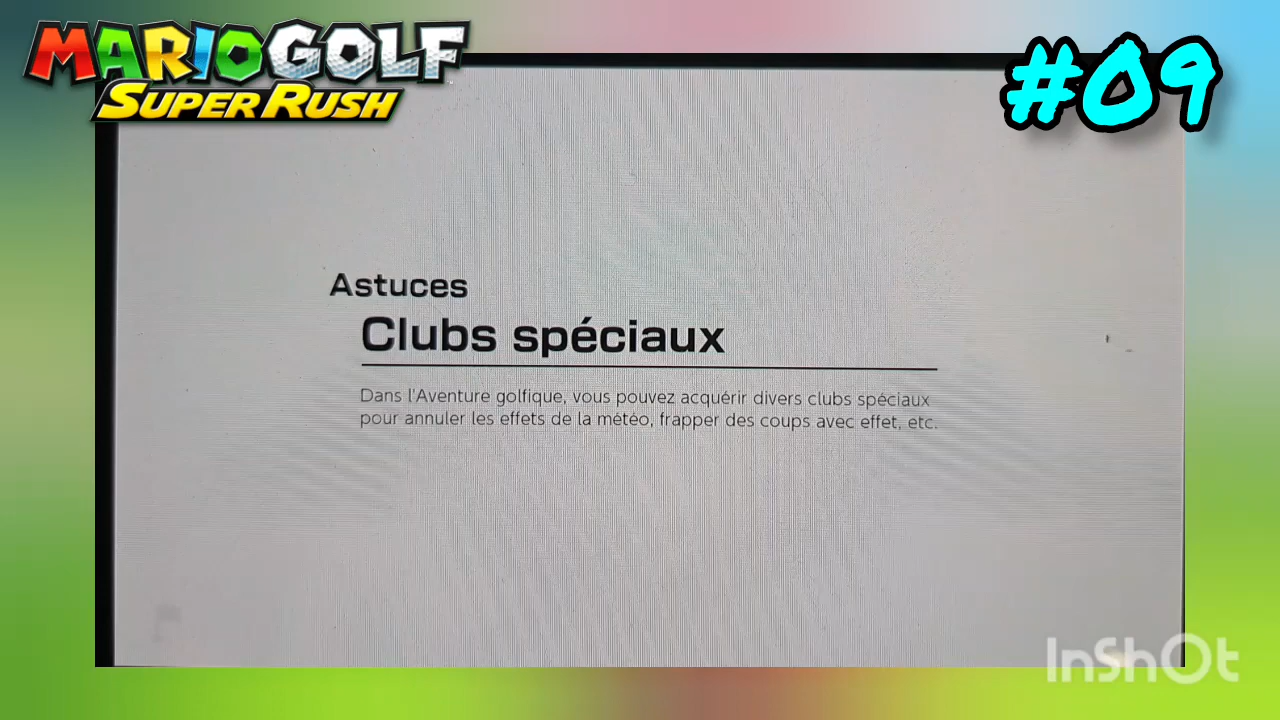 MARIO GOLF
SUPER RUSH
#09
Astuces
Clubs spéciaux
Dans l'Aventure golfique, vous pouvez acquérir divers clubs spéciaux
pour annuler les effets de la météo, frapper des coups avec effet, etc.
InShOt